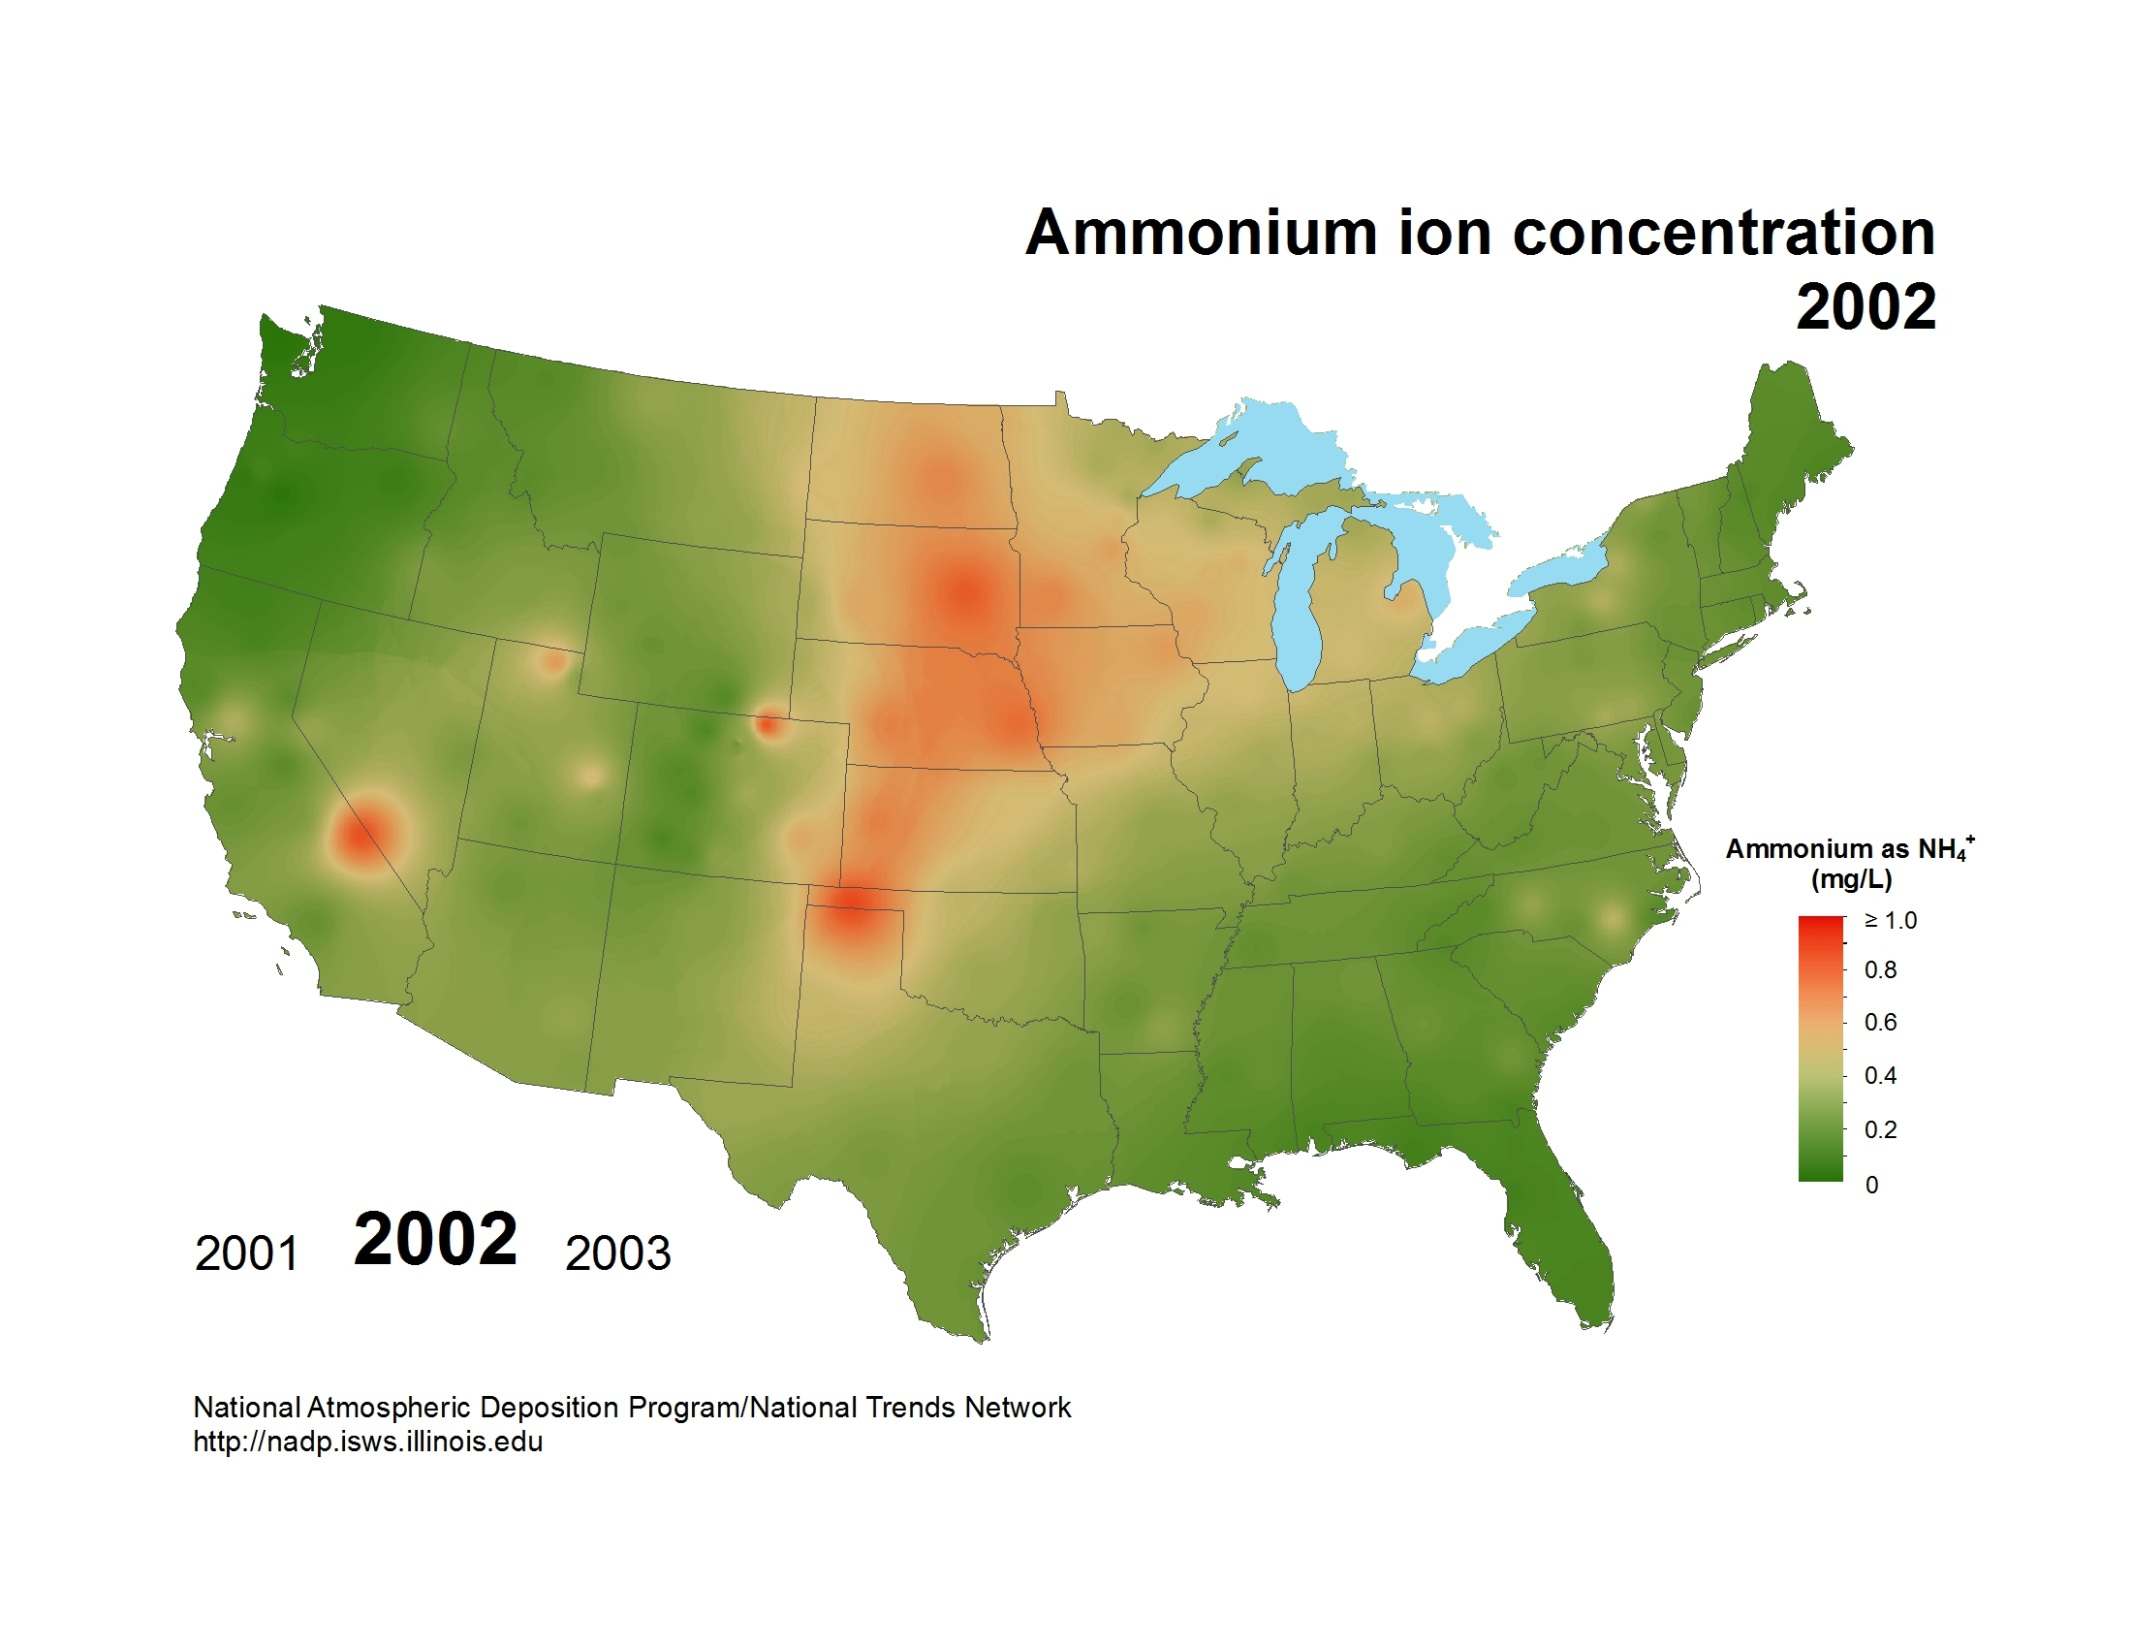 Ammonium ion concentration
2002
Ammonium as NH₄⁺
(mg/L)
≥ 1.0
0.8
0.6
0.4
0.2
0
2001 2002 2003
National Atmospheric Deposition Program/National Trends Network
http://nadp.isws.illinois.edu